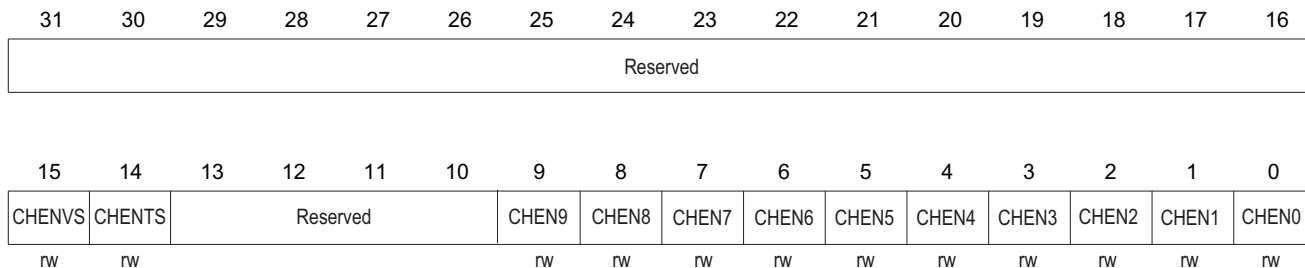 31 30 29 28 27 26 25 24 23 22 21 20 19 18 17 16
Reserved
15 14 13 12 11 10 9 8 7 6 5 4 3 2 1 0
CHENVS CHENTS Reserved CHEN9 CHEN8 CHEN7 CHEN6 CHEN5 CHEN4 CHEN3 CHEN2 CHEN1 CHEN0
rw rw rw rw rw rw rw rw rw rw rw rw